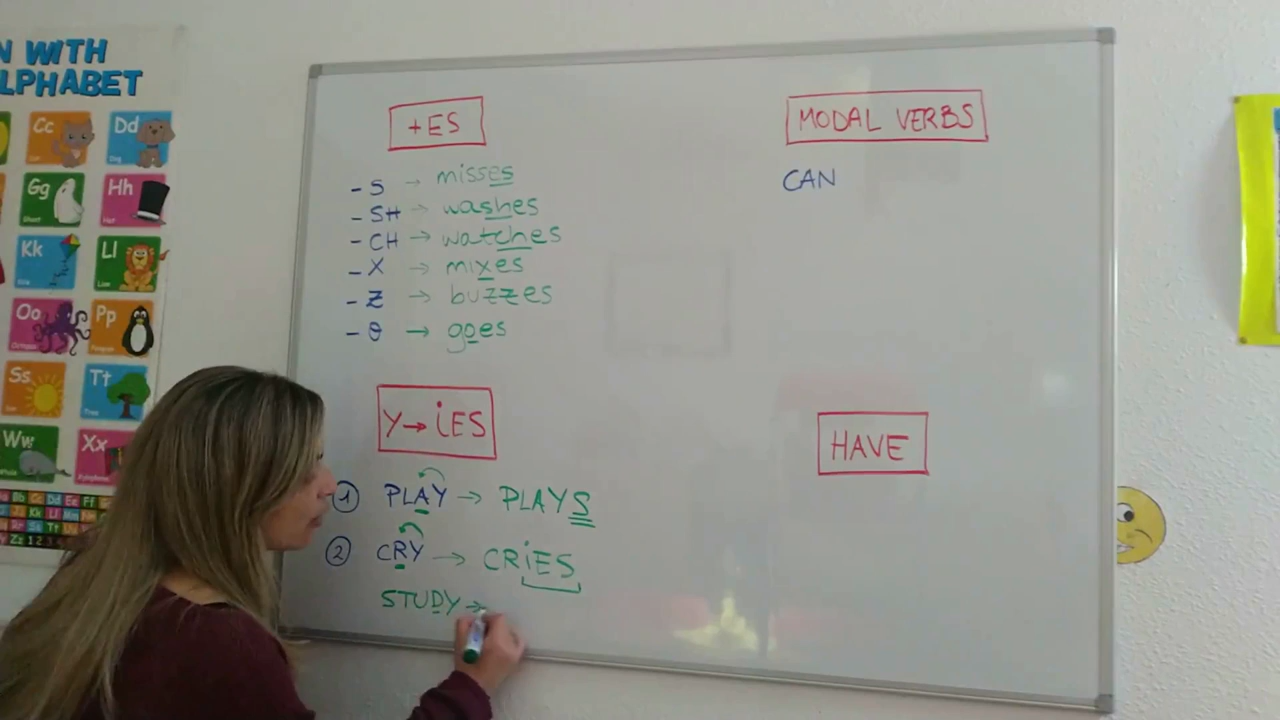 N WITH
LPHABET
Cc
Dd
Gg
Hh
Kk
Ll
Oo
Pp
Ss
Tt
Ww
Xx
+ES
-S → misses
-SH → washes
-CH → watches
-X → mixes
-Z → buzzes
-O → goes
Y→iES
1 PLAY → PLAYS
2 CRY → CRiES
STUDY →
MODAL VERBS
CAN
HAVE